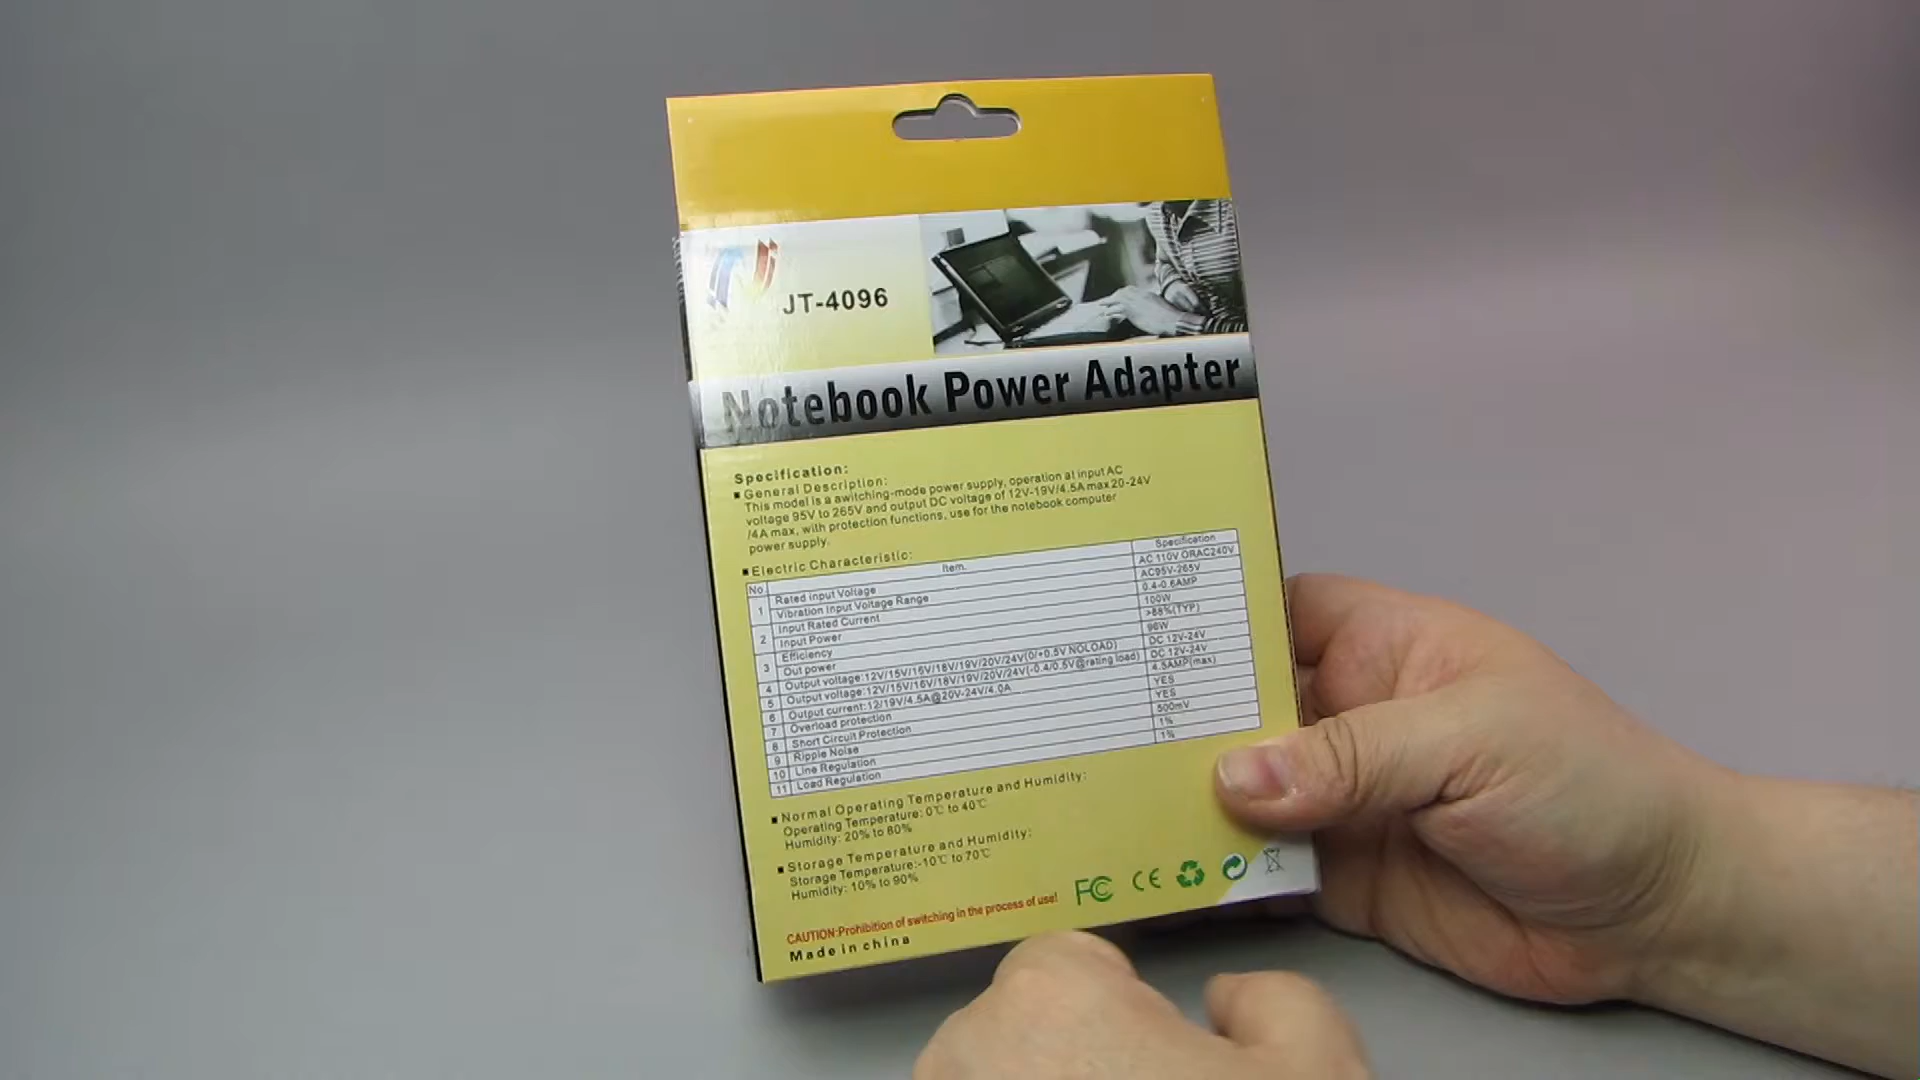 JT-4096
Notebook Power Adapter
Specification:
■General Description:
This model is a awitching-mode power supply, operation at input AC
voltage 95V to 265V and output DC voltage of 12V-19V/4.5A max 20-24V
/4A max, with protection functions, use for the notebook computer
power supply.
■Electric Characteristic:
No Item. Specification
1 Rated input Voltage AC 110V ORAC240V
Vibration Input Voltage Range AC95V-265V
2 Input Rated Current 0.4-0.6AMP
Input Power 100W
3 Efficiency >88%(TYP)
Out power 96W
4 Output voltage:12V/15V/16V/18V/19V/20V/24V(0/+0.5V NOLOAD) DC 12V-24V
5 Output voltage:12V/15V/16V/18V/19V/20V/24V(-0.4/0.5V@rating load) DC 12V-24V
6 Output current:12/19V/4.5A@20V-24V/4.0A 4.5AMP(max)
7 Overload protection YES
8 Short Circuit Protection YES
9 Ripple Noise 500mV
10 Line Regulation 1%
11 Load Regulation 1%
■Normal Operating Temperature and Humidity:
Operating Temperature: 0℃ to 40℃
Humidity: 20% to 80%
■Storage Temperature and Humidity:
Storage Temperature:-10℃ to 70℃
Humidity: 10% to 90%
CAUTION:Prohibition of switching in the process of use!
FC CE
Made in china